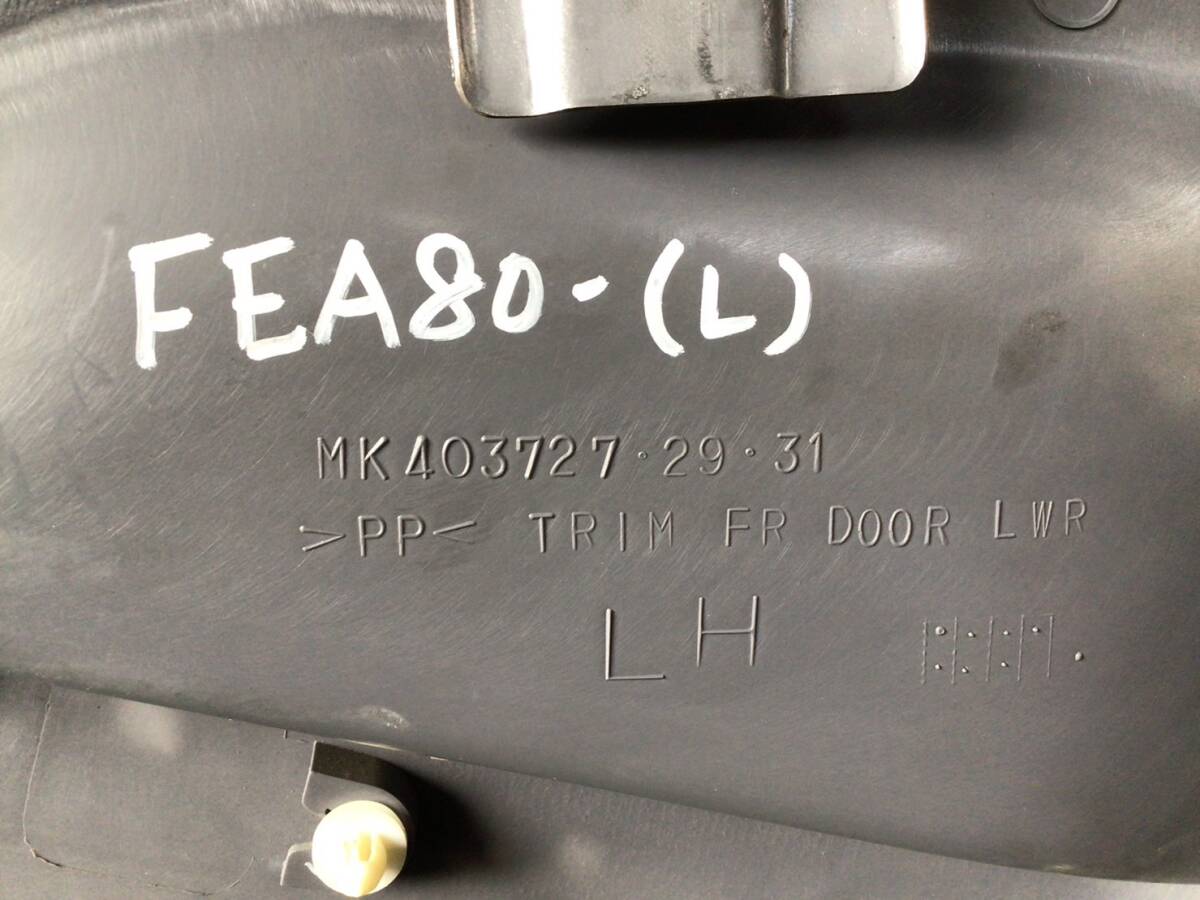 FEA80-(L)
MK403727・29・31
>PP< TRIM FR DOOR LWR
LH